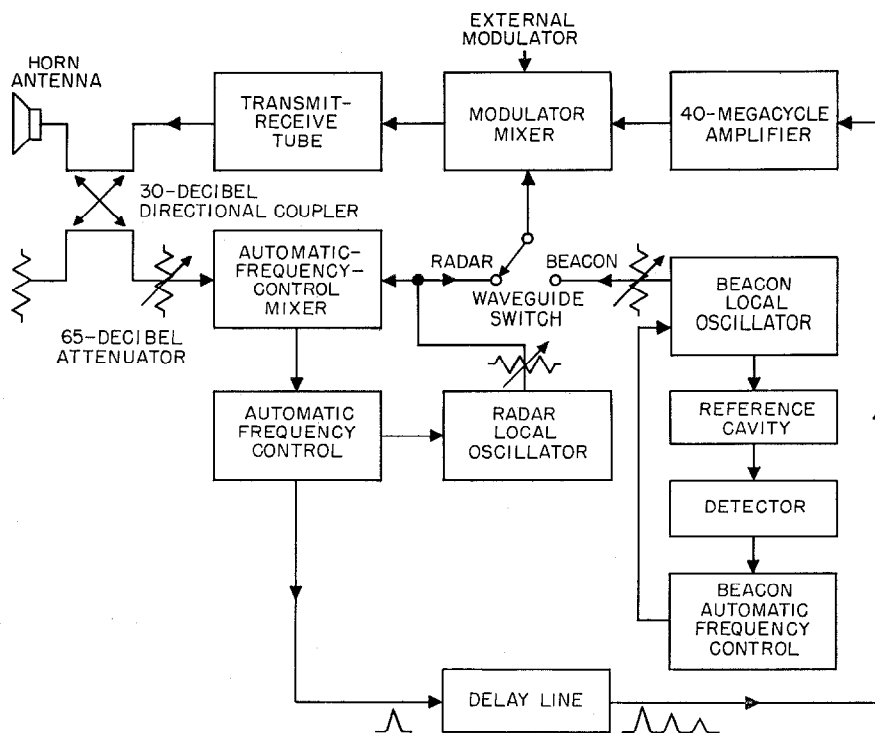 EXTERNAL
MODULATOR
HORN
ANTENNA
TRANSMIT-
RECEIVE
TUBE
MODULATOR
MIXER
40-MEGACYCLE
AMPLIFIER
30-DECIBEL
DIRECTIONAL COUPLER
AUTOMATIC-
FREQUENCY-
CONTROL
MIXER
RADAR
BEACON
WAVEGUIDE
SWITCH
BEACON
LOCAL
OSCILLATOR
65-DECIBEL
ATTENUATOR
AUTOMATIC
FREQUENCY
CONTROL
RADAR
LOCAL
OSCILLATOR
REFERENCE
CAVITY
DETECTOR
BEACON
AUTOMATIC
FREQUENCY
CONTROL
DELAY LINE